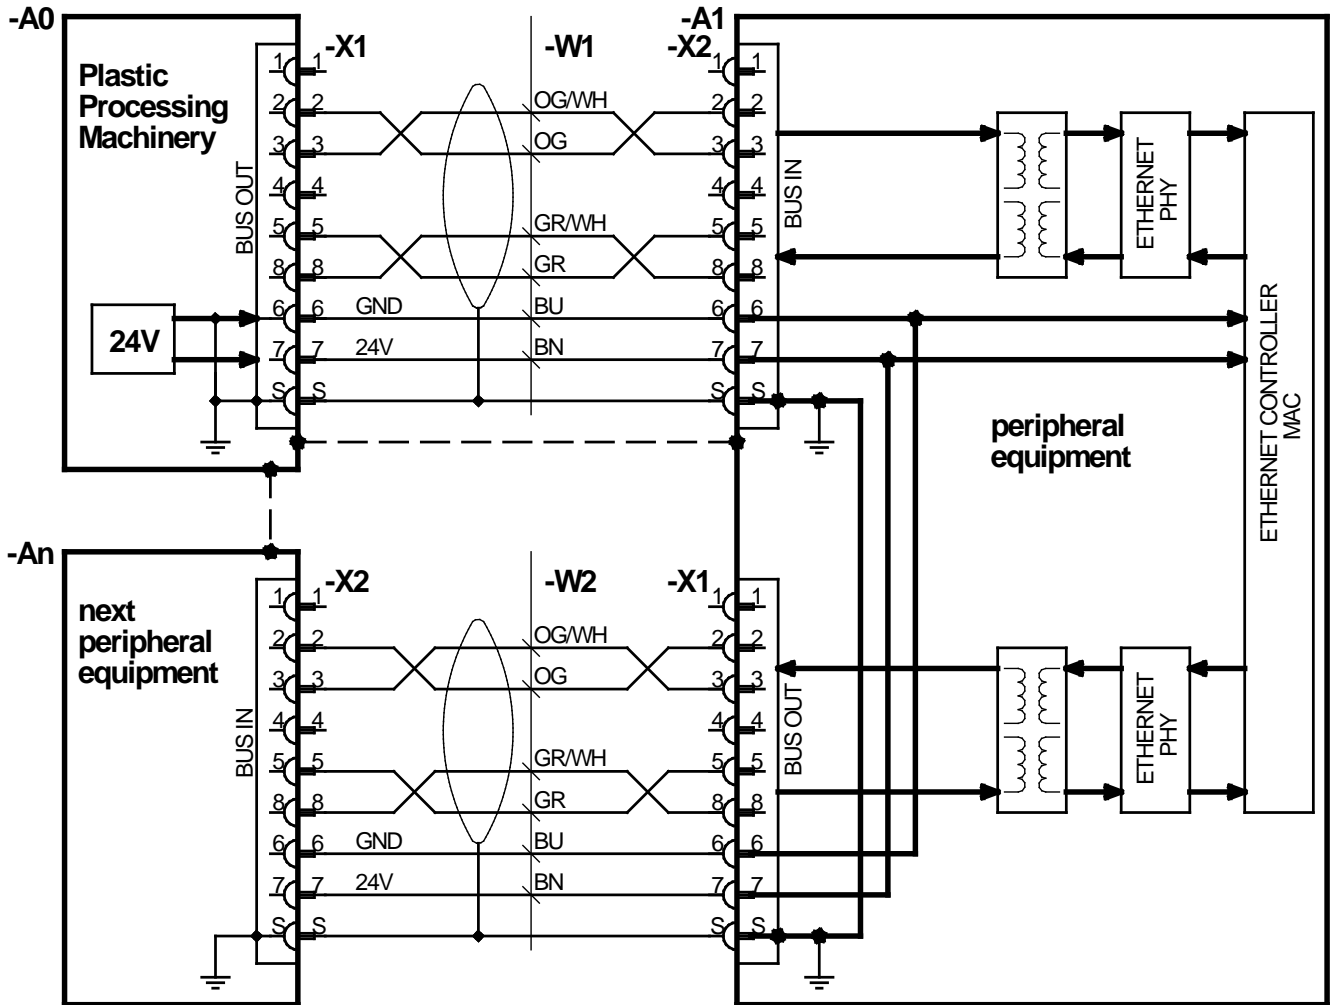 -A0
Plastic
Processing
Machinery
BUS OUT
24V
-X1
1 1
2 2
3 3
4 4
5 5
8 8
6 6
7 7
S S
GND
24V
-W1
OG/WH
OG
GR/WH
GR
BU
BN
-A1
-X2
1 1
2 2
3 3
4 4
5 5
8 8
6 6
7 7
S S
BUS IN
ETHERNET
PHY
ETHERNET CONTROLLER
MAC
peripheral
equipment
-An
next
peripheral
equipment
BUS IN
-X2
1 1
2 2
3 3
4 4
5 5
8 8
6 6
7 7
S S
GND
24V
-W2
OG/WH
OG
GR/WH
GR
BU
BN
-X1
1 1
2 2
3 3
4 4
5 5
8 8
6 6
7 7
S S
BUS OUT
ETHERNET
PHY